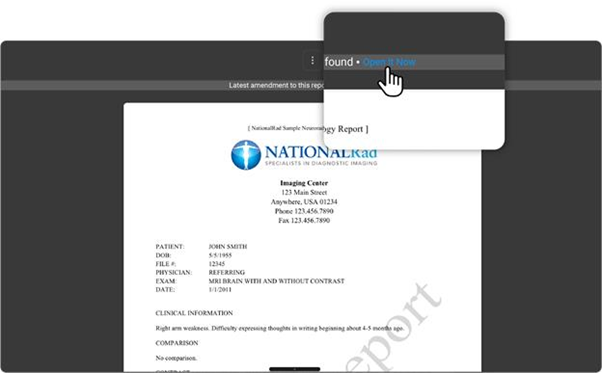 found • Open It Now
Latest amendment to this repo
[ NationalRad Sample Neurora
gy Report ]
NATIONALRad
SPECIALISTS IN DIAGNOSTIC IMAGING
Imaging Center
123 Main Street
Anywhere, USA 01234
Phone 123.456.7890
Fax 123.456.7890
PATIENT: JOHN SMITH
DOB: 5/5/1955
FILE #: 12345
PHYSICIAN: REFERRING
EXAM: MRI BRAIN WITH AND WITHOUT CONTRAST
DATE: 1/1/2011
CLINICAL INFORMATION
Right arm weakness. Difficulty expressing thoughts in writing beginning about 4-5 months ago.
COMPARISON
No comparison.
eport